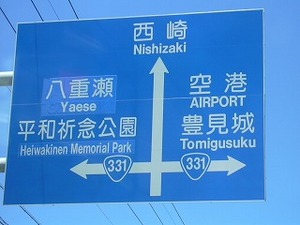 西崎
Nishizaki
八重瀬
Yaese
平和祈念公園
Heiwakinen Memorial Park
331
空港
AIRPORT
豊見城
Tomigusuku
331